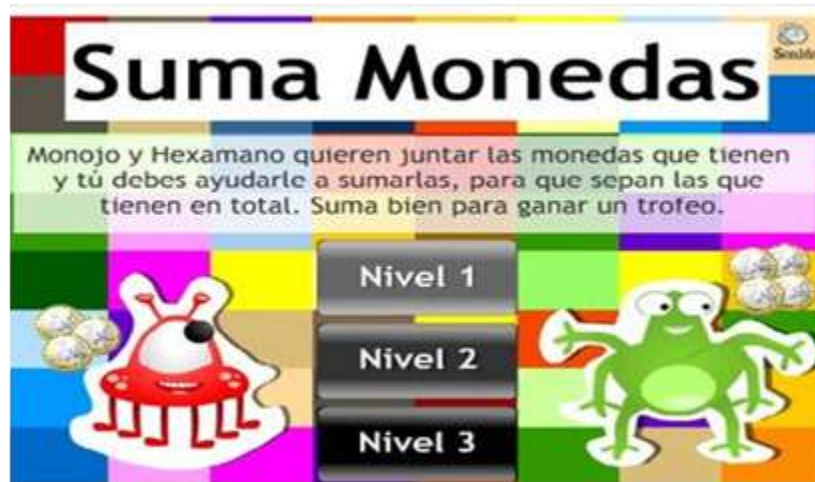 Suma Monedas
Monojo y Hexamano quieren juntar las monedas que tienen
y tú debes ayudarle a sumarlas, para que sepan las que
tienen en total. Suma bien para ganar un trofeo.
Nivel 1
Nivel 2
Nivel 3